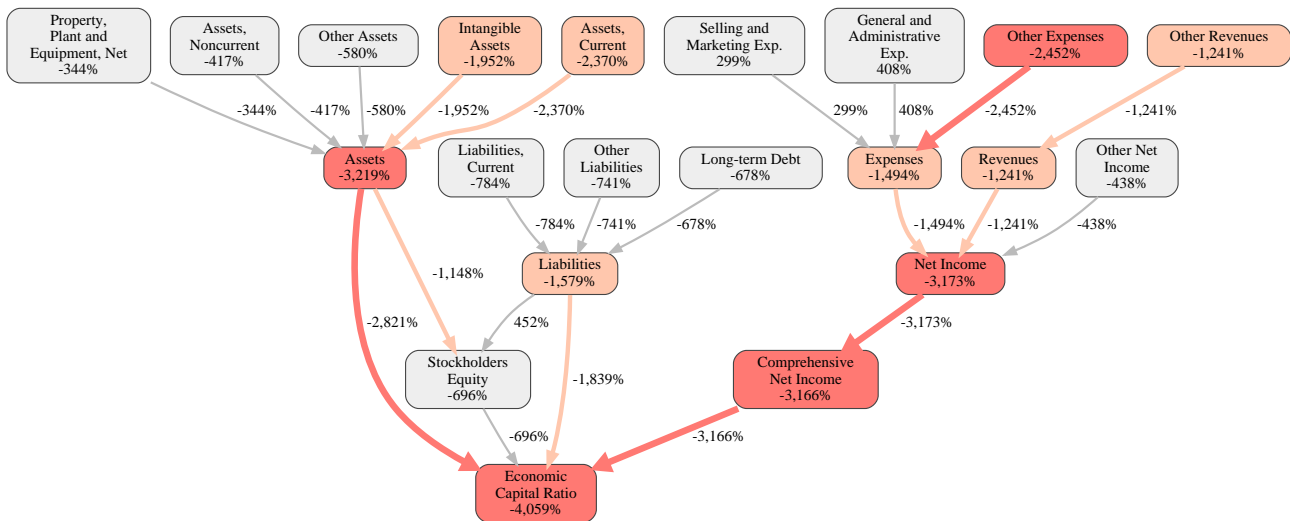 Property,
Plant and
Equipment, Net
-344%
Assets,
Noncurrent
-417%
Other Assets
-580%
Intangible
Assets
-1,952%
Assets,
Current
-2,370%
Selling and
Marketing Exp.
299%
General and
Administrative
Exp.
408%
Other Expenses
-2,452%
Other Revenues
-1,241%
-344%
-417%
-580%
-1,952%
-2,370%
299%
408%
-2,452%
-1,241%
Assets
-3,219%
Liabilities,
Current
-784%
Other
Liabilities
-741%
Long-term Debt
-678%
Expenses
-1,494%
Revenues
-1,241%
Other Net
Income
-438%
-784%
-741%
-678%
-1,494%
-1,241%
-438%
Liabilities
-1,579%
Net Income
-3,173%
-1,148%
-2,821%
452%
-3,173%
Stockholders
Equity
-696%
-1,839%
Comprehensive
Net Income
-3,166%
-696%
-3,166%
Economic
Capital Ratio
-4,059%